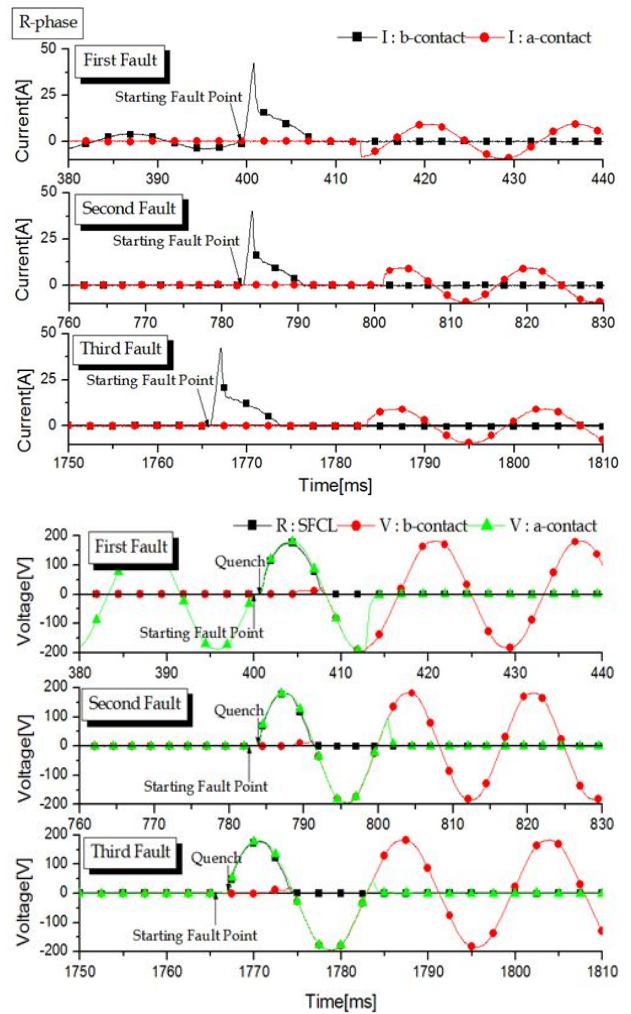 R-phase
I : b-contact I : a-contact
First Fault
Starting Fault Point
Current[A]
50
25
0
380 390 400 410 420 430 440
Second Fault
Starting Fault Point
Current[A]
50
25
0
760 770 780 790 800 810 820 830
Third Fault
Starting Fault Point
Current[A]
50
25
0
1750 1760 1770 1780 1790 1800 1810
Time[ms]
R : SFCL V : b-contact V : a-contact
First Fault
Quench
Starting Fault Point
Voltage[V]
200
100
0
-100
-200
380 390 400 410 420 430 440
Second Fault
Quench
Starting Fault Point
Voltage[V]
200
100
0
-100
-200
760 770 780 790 800 810 820 830
Third Fault
Quench
Starting Fault Point
Voltage[V]
200
100
0
-100
-200
1750 1760 1770 1780 1790 1800 1810
Time[ms]